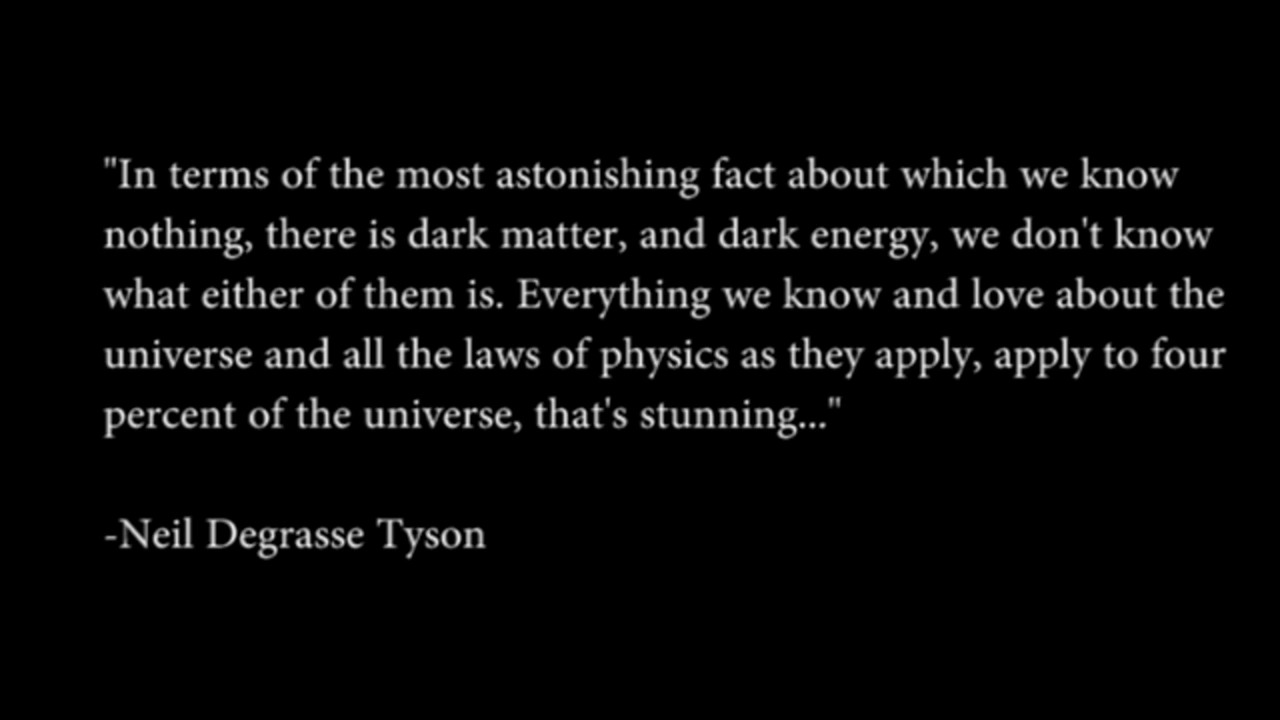 "In terms of the most astonishing fact about which we know
nothing, there is dark matter, and dark energy, we don't know
what either of them is. Everything we know and love about the
universe and all the laws of physics as they apply, apply to four
percent of the universe, that's stunning..."
-Neil Degrasse Tyson